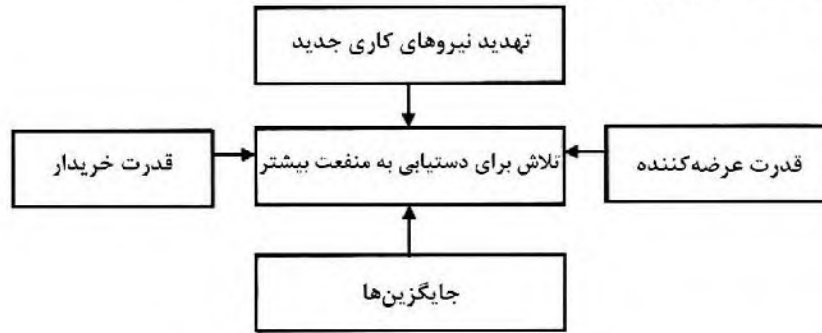 تهدید نیروهای کاری جدید
قدرت عرضه‌کننده
تلاش برای دستیابی به منفعت بیشتر
قدرت خریدار
جایگزین‌ها